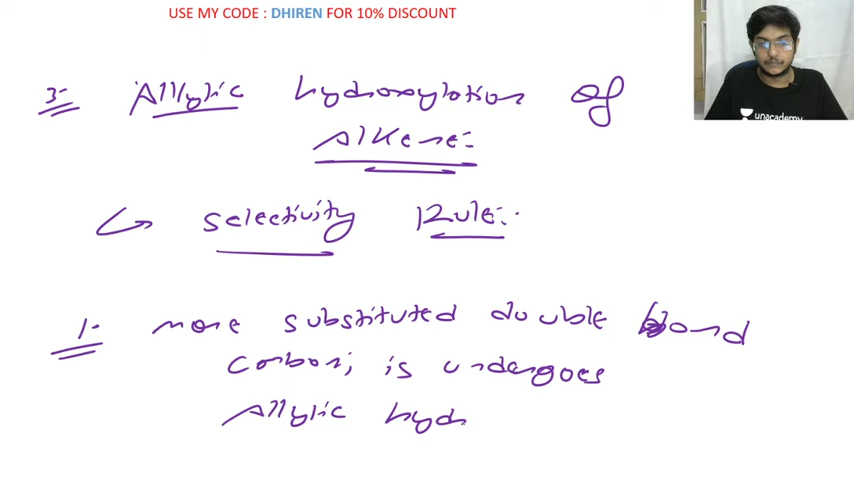 USE MY CODE : DHIREN FOR 10% DISCOUNT
unacademy
3- Allylic hydroxylation of
Alkene:
↳ selectivity Rule:
1- more substituted double bond
carbon; is undergoes
Allylic hyd